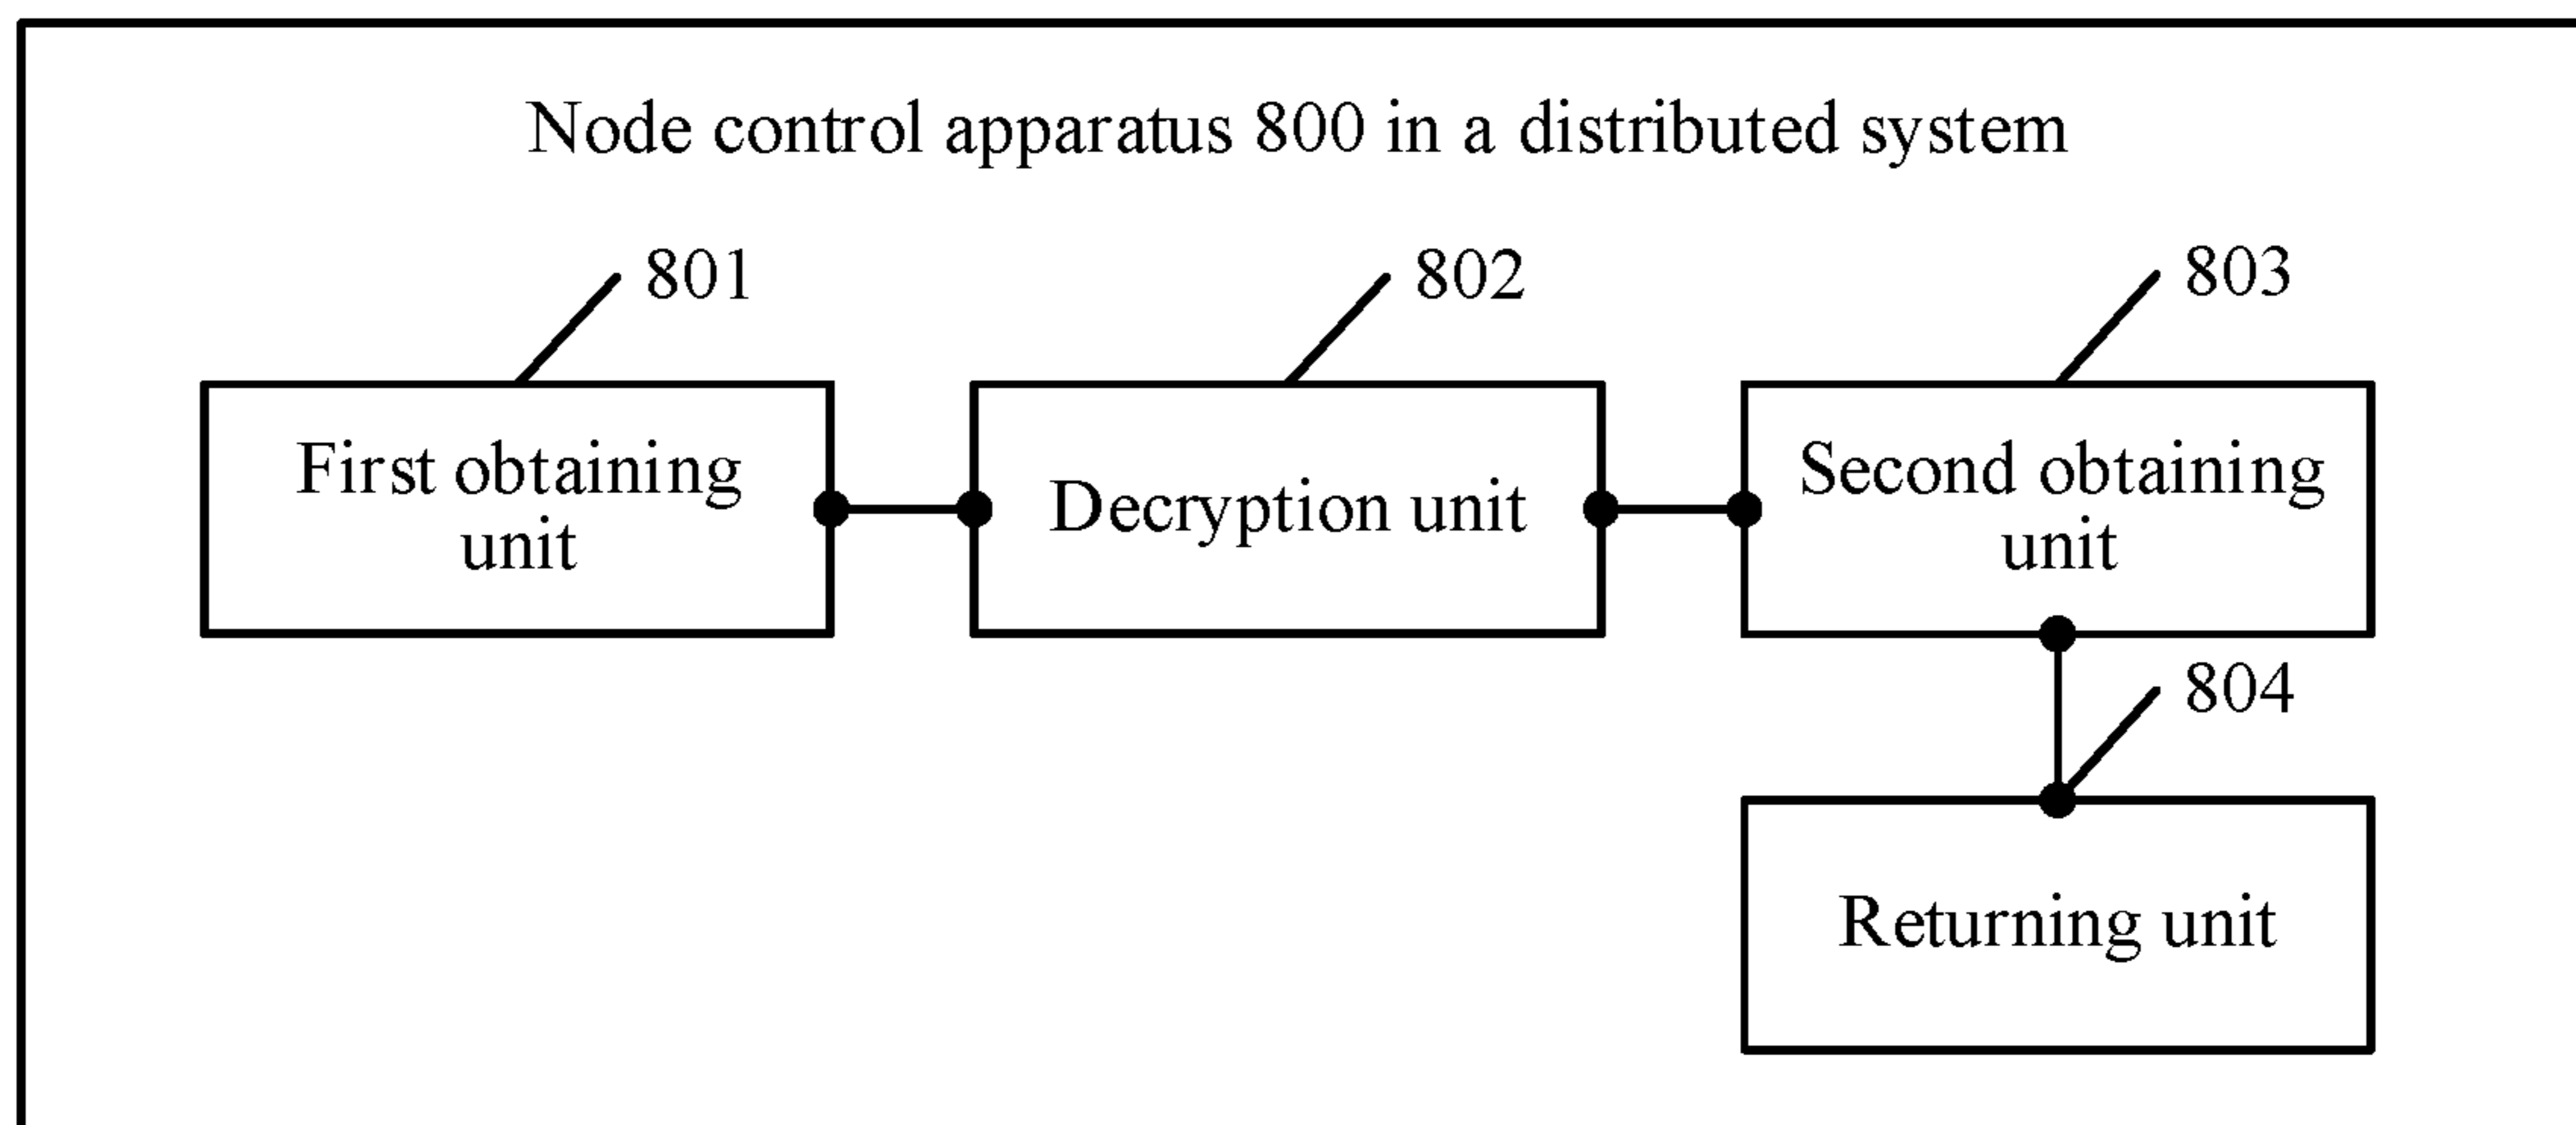 Node control apparatus 800 in a distributed system
801
802
803
First obtaining
unit
Decryption unit
Second obtaining
unit
804
Returning unit